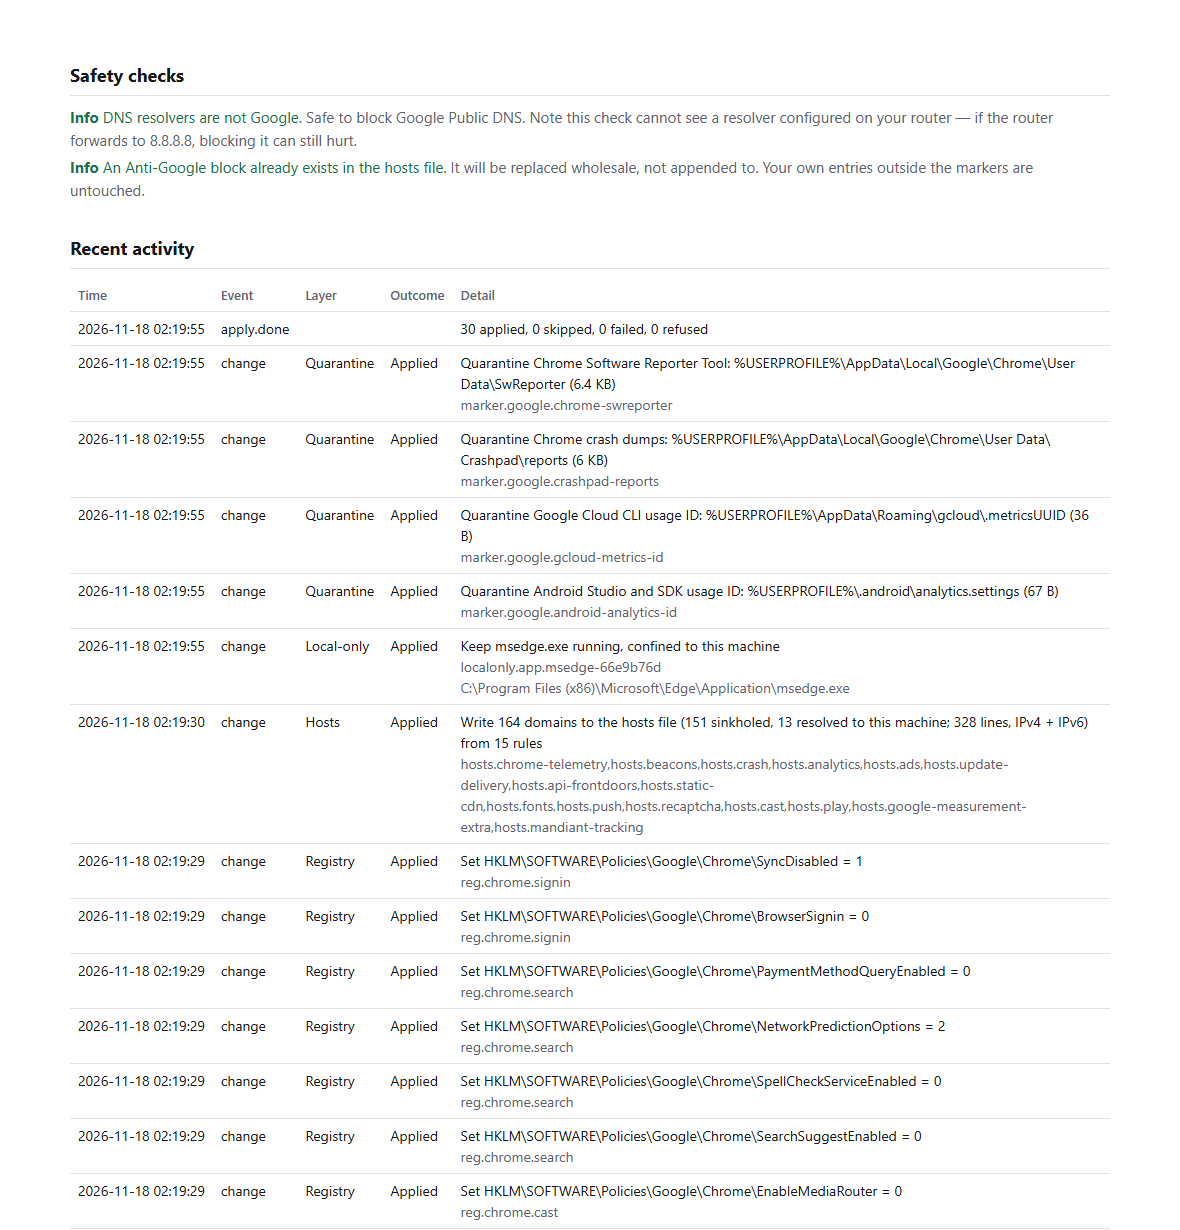 Safety checks
Info DNS resolvers are not Google. Safe to block Google Public DNS. Note this check cannot see a resolver configured on your router — if the router
forwards to 8.8.8.8, blocking it can still hurt.
Info An Anti-Google block already exists in the hosts file. It will be replaced wholesale, not appended to. Your own entries outside the markers are
untouched.
Recent activity
Time Event Layer Outcome Detail
2026-11-18 02:19:55 apply.done 30 applied, 0 skipped, 0 failed, 0 refused
2026-11-18 02:19:55 change Quarantine Applied Quarantine Chrome Software Reporter Tool: %USERPROFILE%\AppData\Local\Google\Chrome\User
Data\SwReporter (6.4 KB)
marker.google.chrome-swreporter
2026-11-18 02:19:55 change Quarantine Applied Quarantine Chrome crash dumps: %USERPROFILE%\AppData\Local\Google\Chrome\User Data\
Crashpad\reports (6 KB)
marker.google.crashpad-reports
2026-11-18 02:19:55 change Quarantine Applied Quarantine Google Cloud CLI usage ID: %USERPROFILE%\AppData\Roaming\gcloud\.metricsUUID (36
B)
marker.google.gcloud-metrics-id
2026-11-18 02:19:55 change Quarantine Applied Quarantine Android Studio and SDK usage ID: %USERPROFILE%\.android\analytics.settings (67 B)
marker.google.android-analytics-id
2026-11-18 02:19:55 change Local-only Applied Keep msedge.exe running, confined to this machine
localonly.app.msedge-66e9b76d
C:\Program Files (x86)\Microsoft\Edge\Application\msedge.exe
2026-11-18 02:19:30 change Hosts Applied Write 164 domains to the hosts file (151 sinkholed, 13 resolved to this machine; 328 lines, IPv4 + IPv6)
from 15 rules
hosts.chrome-telemetry,hosts.beacons,hosts.crash,hosts.analytics,hosts.ads,hosts.update-
delivery,hosts.api-frontdoors,hosts.static-
cdn,hosts.fonts,hosts.push,hosts.recaptcha,hosts.cast,hosts.play,hosts.google-measurement-
extra,hosts.mandiant-tracking
2026-11-18 02:19:29 change Registry Applied Set HKLM\SOFTWARE\Policies\Google\Chrome\SyncDisabled = 1
reg.chrome.signin
2026-11-18 02:19:29 change Registry Applied Set HKLM\SOFTWARE\Policies\Google\Chrome\BrowserSignin = 0
reg.chrome.signin
2026-11-18 02:19:29 change Registry Applied Set HKLM\SOFTWARE\Policies\Google\Chrome\PaymentMethodQueryEnabled = 0
reg.chrome.search
2026-11-18 02:19:29 change Registry Applied Set HKLM\SOFTWARE\Policies\Google\Chrome\NetworkPredictionOptions = 2
reg.chrome.search
2026-11-18 02:19:29 change Registry Applied Set HKLM\SOFTWARE\Policies\Google\Chrome\SpellCheckServiceEnabled = 0
reg.chrome.search
2026-11-18 02:19:29 change Registry Applied Set HKLM\SOFTWARE\Policies\Google\Chrome\SearchSuggestEnabled = 0
reg.chrome.search
2026-11-18 02:19:29 change Registry Applied Set HKLM\SOFTWARE\Policies\Google\Chrome\EnableMediaRouter = 0
reg.chrome.cast